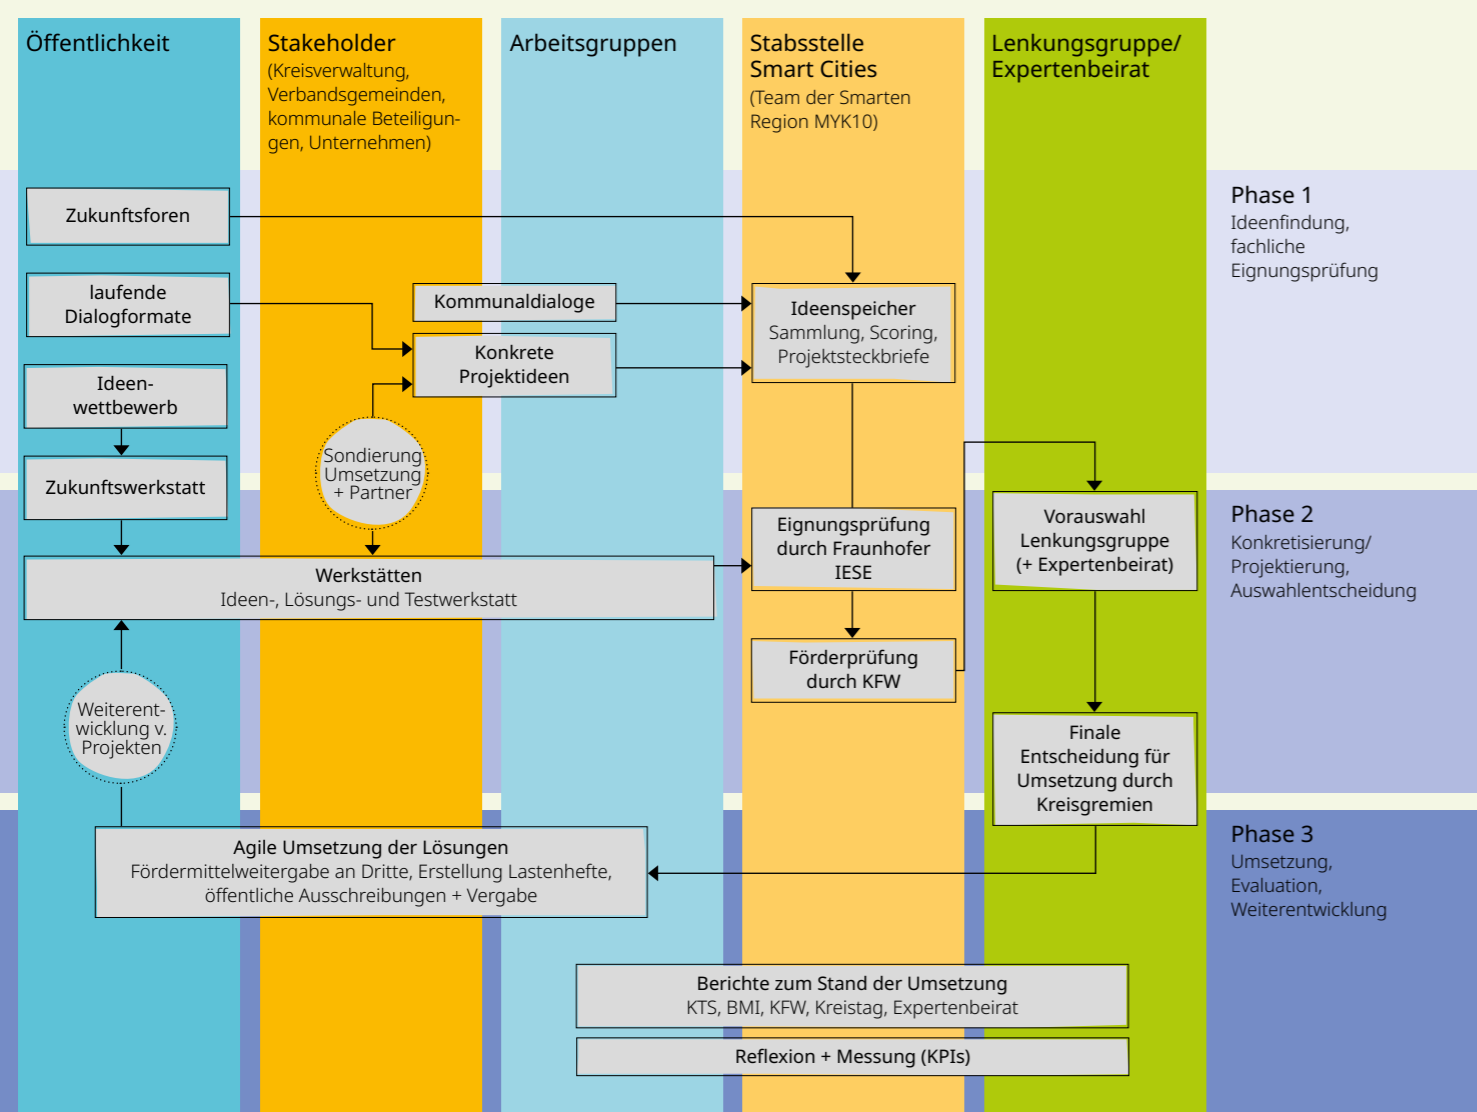 Öffentlichkeit
Stakeholder
(Kreisverwaltung,
Verbandsgemeinden,
kommunale Beteiligun-
gen, Unternehmen)
Arbeitsgruppen
Stabsstelle
Smart Cities
(Team der Smarten
Region MYK10)
Lenkungsgruppe/
Expertenbeirat
Phase 1
Ideenfindung,
fachliche
Eignungsprüfung
Zukunftsforen
laufende
Dialogformate
Ideen-
wettbewerb
Zukunftswerkstatt
Kommunaldialoge
Konkrete
Projektideen
Sondierung
Umsetzung
+ Partner
Ideenspeicher
Sammlung, Scoring,
Projektsteckbriefe
Phase 2
Konkretisierung/
Projektierung,
Auswahlentscheidung
Werkstätten
Ideen-, Lösungs- und Testwerkstatt
Eignungsprüfung
durch Fraunhofer
IESE
Förderprüfung
durch KFW
Vorauswahl
Lenkungsgruppe
(+ Expertenbeirat)
Finale
Entscheidung für
Umsetzung durch
Kreisgremien
Weiterent-
wicklung v.
Projekten
Phase 3
Umsetzung,
Evaluation,
Weiterentwicklung
Agile Umsetzung der Lösungen
Fördermittelweitergabe an Dritte, Erstellung Lastenhefte,
öffentliche Ausschreibungen + Vergabe
Berichte zum Stand der Umsetzung
KTS, BMI, KFW, Kreistag, Expertenbeirat
Reflexion + Messung (KPIs)